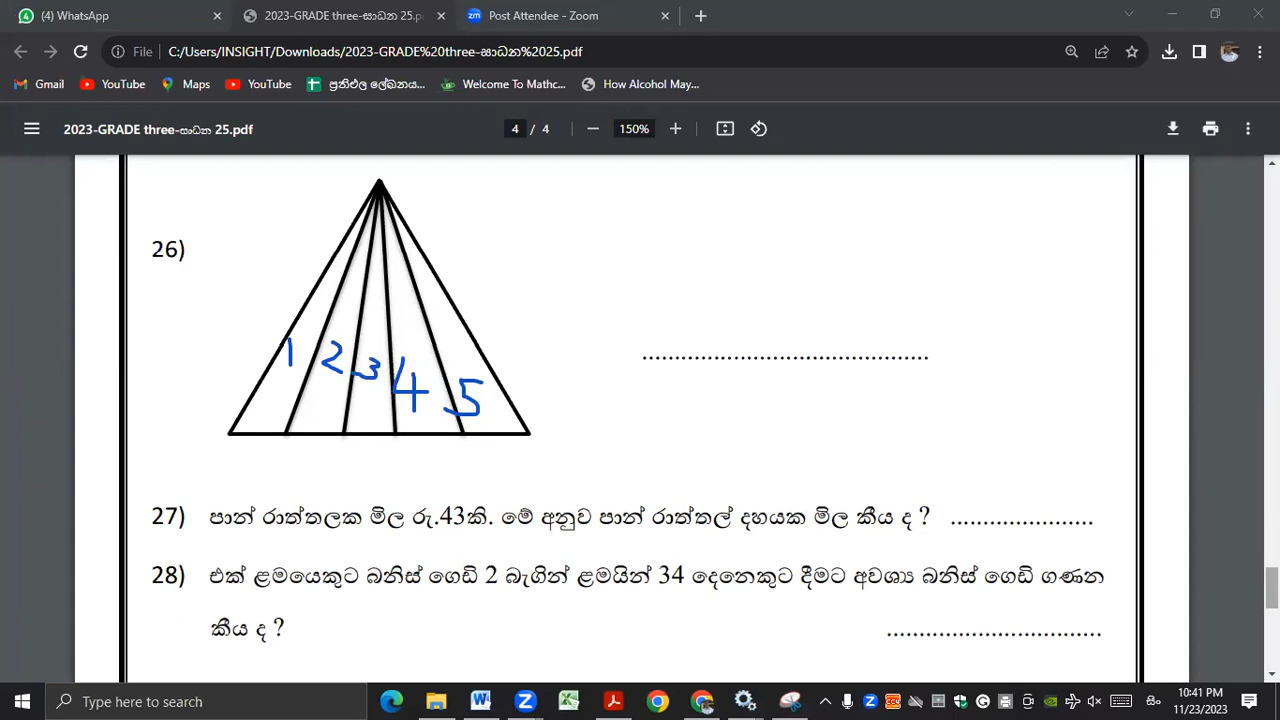 (4) WhatsApp
2023-GRADE three-සාධන 25.p
Post Attendee - Zoom
File C:/Users/INSIGHT/Downloads/2023-GRADE%20three-සාධන%2025.pdf
Gmail YouTube Maps YouTube ප්‍රතිඵල ලේඛනය... Welcome To Mathc... How Alcohol May...
2023-GRADE three-සාධන 25.pdf 4 / 4 150%
26)
1 2 3 4 5
.............................................
27) පාන් රාත්තලක මිල රු.43කි. මේ අනුව පාන් රාත්තල් දහයක මිල කීය ද ? ......................
28) එක් ළමයෙකුට බනිස් ගෙඩි 2 බැගින් ළමයින් 34 දෙනෙකුට දීමට අවශ්‍ය බනිස් ගෙඩි ගණන
කීය ද ? .................................
Type here to search
10:41 PM
11/23/2023